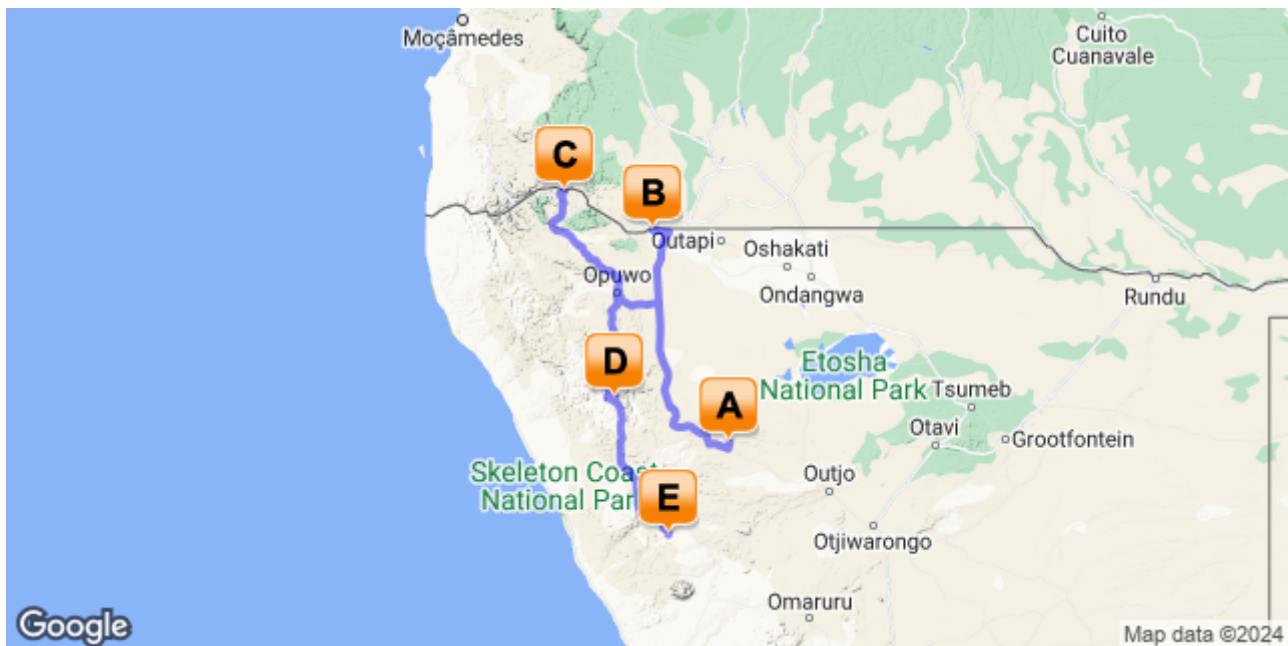 Moçâmedes
Cuito
Cuanavale
C
B
Outapi
Oshakati
Opuwo
Ondangwa
Rundu
D
Etosha
National Park
A
Tsumeb
Otavi
Grootfontein
Skeleton Coast
National Par
E
Outjo
Otjiwarongo
Omaruru
Google
Map data ©2024